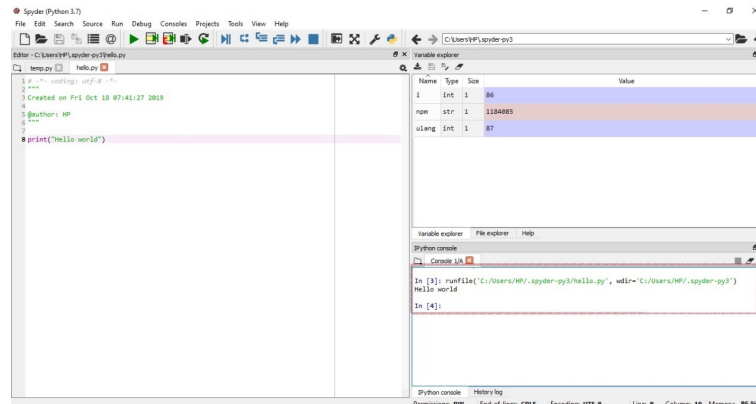 Spyder (Python 3.7)
File Edit Search Source Run Debug Consoles Projects Tools View Help
C:\Users\HP\.spyder-py3
Editor - C:\Users\HP\.spyder-py3\hello.py
temp.py hello.py
1 # -*- coding: utf-8 -*-
2 """
3 Created on Fri Oct 18 07:41:27 2019
4
5 @author: HP
6 """
7
8 print("Hello world")
Variable explorer
Name Type Size Value
i int 1 86
npm str 1 1184085
ulang int 1 87
Variable explorer File explorer Help
IPython console
Console 1/A
In [3]: runfile('C:/Users/HP/.spyder-py3/hello.py', wdir='C:/Users/HP/.spyder-py3')
Hello world
In [4]:
IPython console History log
Permissions: RW End-of-lines: CRLF Encoding: UTF-8 Line: 8 Column: 19 Memory: 86 %